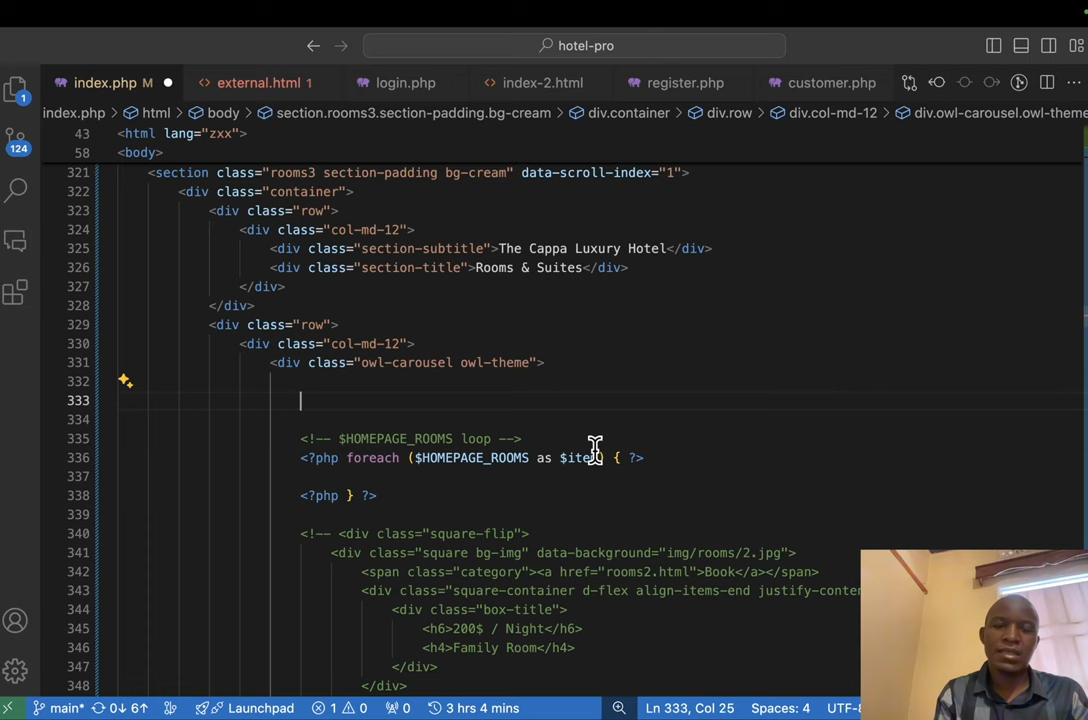 hotel-pro
index.php M
external.html 1
login.php
index-2.html
register.php
customer.php
index.php > html > body > section.rooms3.section-padding.bg-cream > div.container > div.row > div.col-md-12 > div.owl-carousel.owl-theme
43 <html lang="zxx">
58 <body>
321 <section class="rooms3 section-padding bg-cream" data-scroll-index="1">
322 <div class="container">
323 <div class="row">
324 <div class="col-md-12">
325 <div class="section-subtitle">The Cappa Luxury Hotel</div>
326 <div class="section-title">Rooms & Suites</div>
327 </div>
328 </div>
329 <div class="row">
330 <div class="col-md-12">
331 <div class="owl-carousel owl-theme">
332
333
334
335 <!-- $HOMEPAGE_ROOMS loop -->
336 <?php foreach ($HOMEPAGE_ROOMS as { ?>
337
338 <?php } ?>
339
340 <!-- <div class="square-flip">
341 <div class="square bg-img" data-background="img/rooms/2.jpg">
342 <span class="category"><a href="rooms2.html">Book</a></span>
343 <div class="square-container d-flex align-items-end
344 <div class="box-title">
345 <h6>200$ / Night</h6>
346 <h4>Family Room</h4>
347 </div>
348 </div>
1
124
main* 0↓ 6↑ Launchpad 1 0 0 3 hrs 4 mins Ln 333, Col 25 Spaces: 4